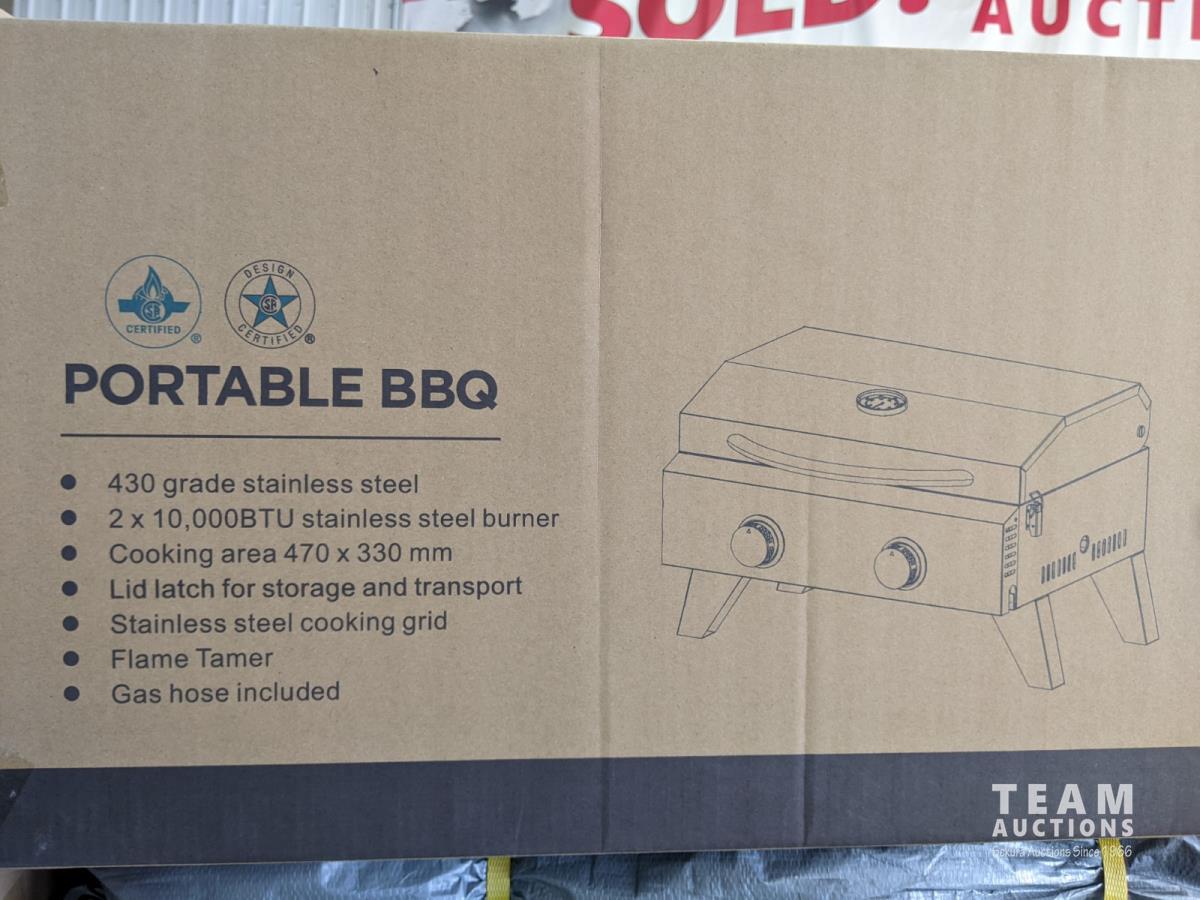 SOLD!
AUCTI
CERTIFIED ®
DESIGN
CERTIFIED ®
PORTABLE BBQ
430 grade stainless steel
2 x 10,000BTU stainless steel burner
Cooking area 470 x 330 mm
Lid latch for storage and transport
Stainless steel cooking grid
Flame Tamer
Gas hose included
TEAM
AUCTIONS
Auctions Since